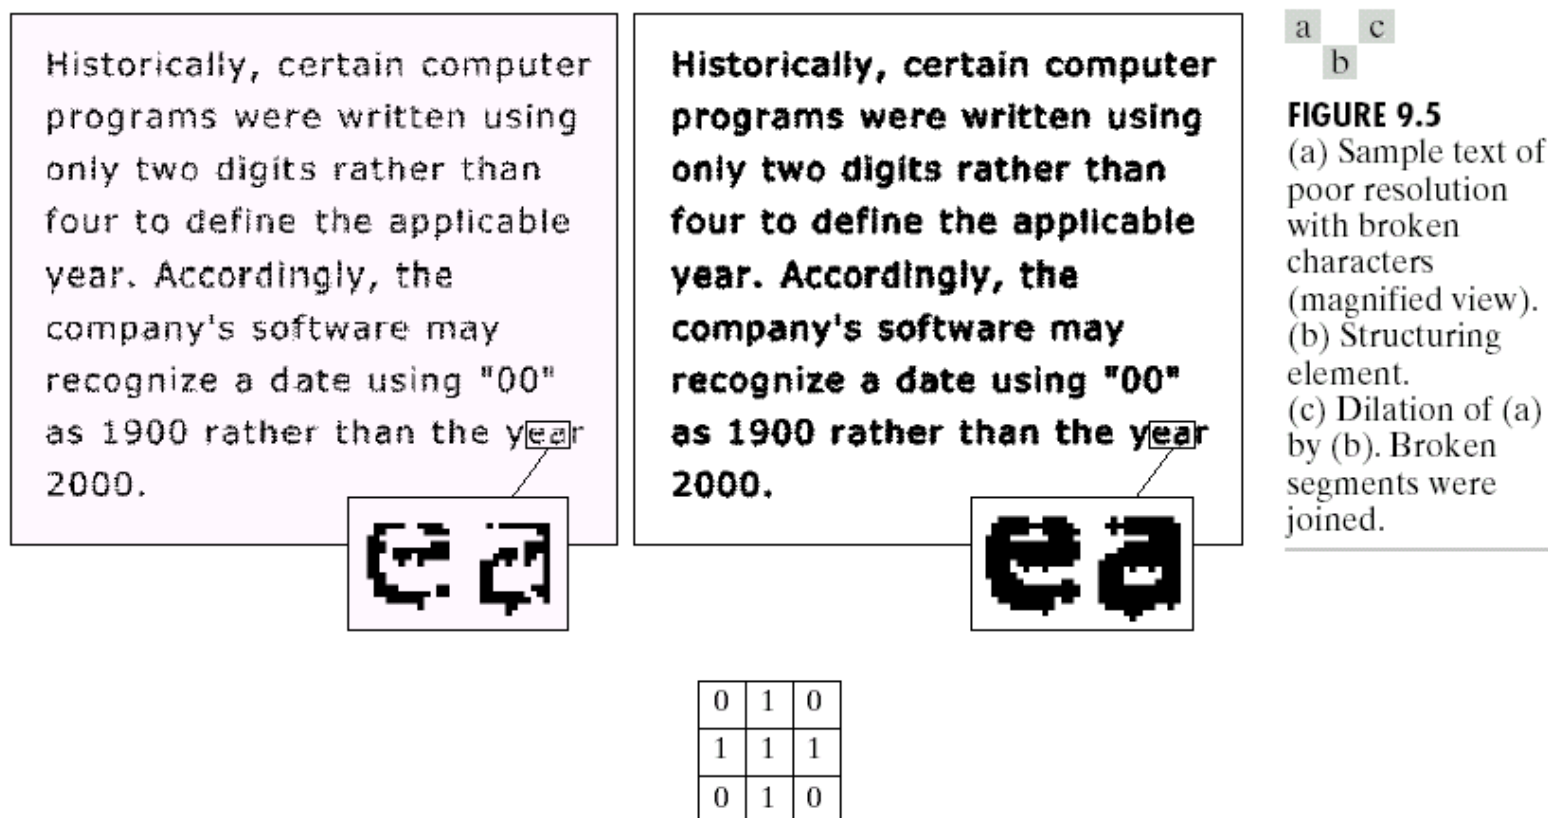 Historically, certain computer
programs were written using
only two digits rather than
four to define the applicable
year. Accordingly, the
company's software may
recognize a date using "00"
as 1900 rather than the year
2000.
ea
Historically, certain computer
programs were written using
only two digits rather than
four to define the applicable
year. Accordingly, the
company's software may
recognize a date using "00"
as 1900 rather than the year
2000.
ea
a c
b
FIGURE 9.5
(a) Sample text of
poor resolution
with broken
characters
(magnified view).
(b) Structuring
element.
(c) Dilation of (a)
by (b). Broken
segments were
joined.
0 1 0
1 1 1
0 1 0